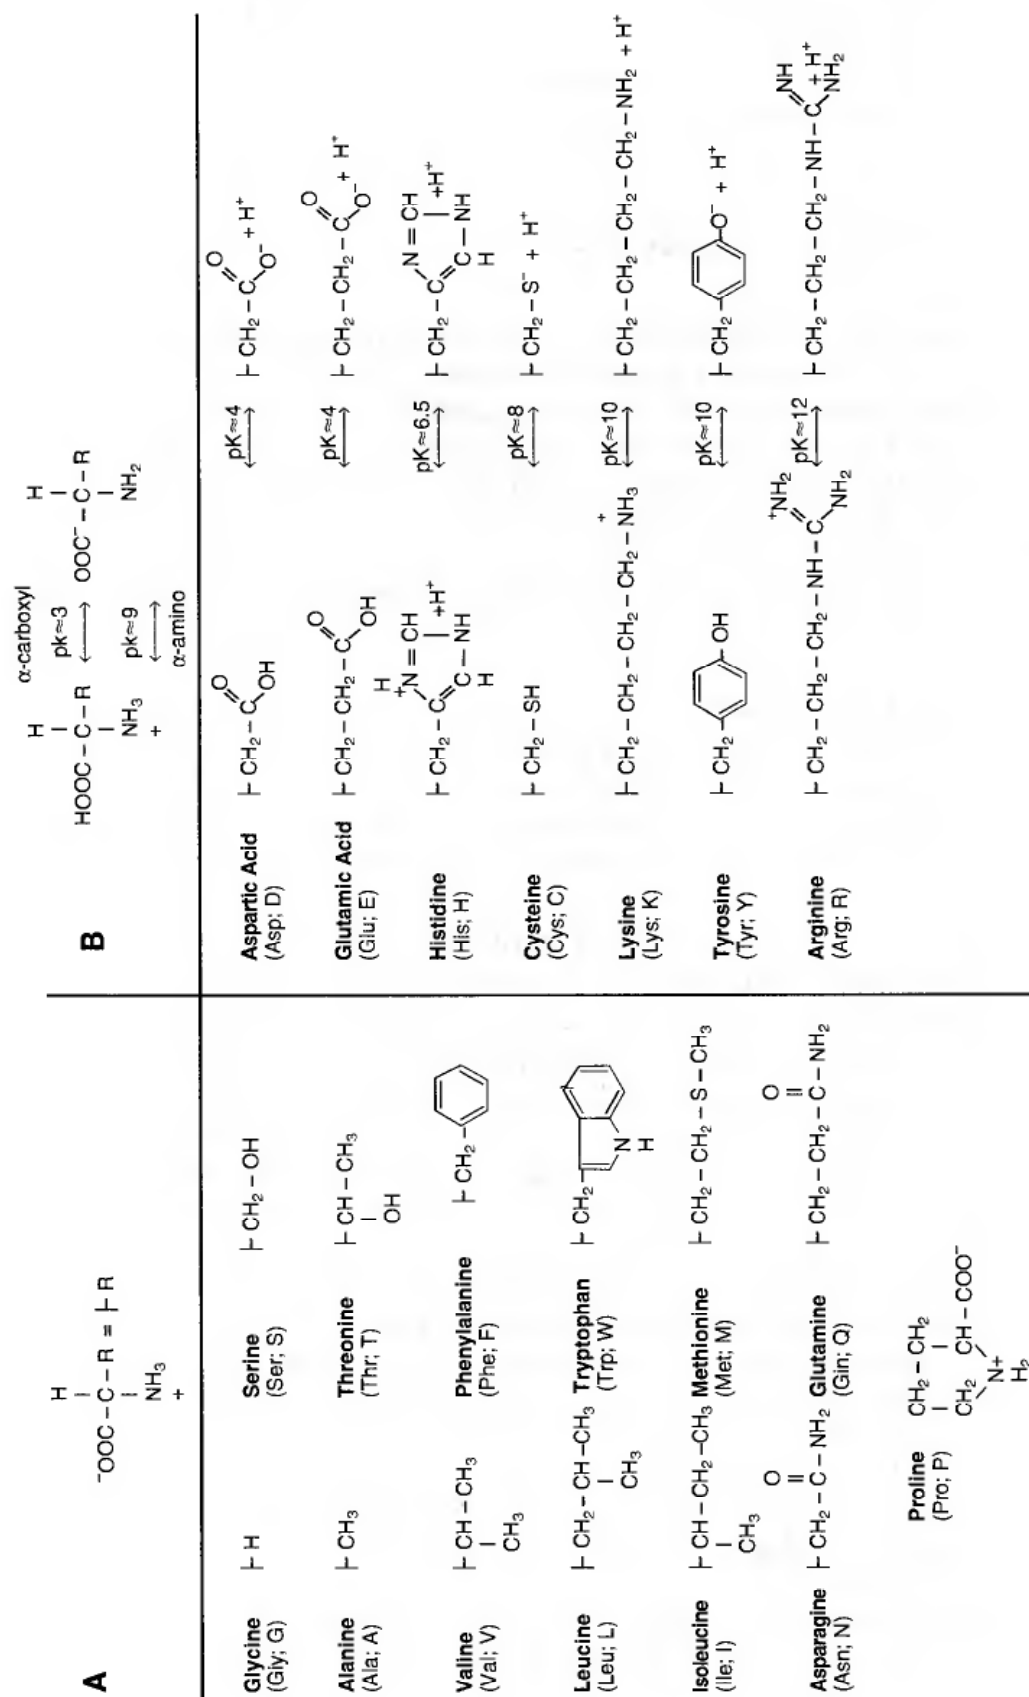 A
H
⁻OOC – C – R = ├ R
NH₃
+
Glycine
(Gly; G)
├ H
Serine
(Ser; S)
├ CH₂ – OH
Alanine
(Ala; A)
├ CH₃
Threonine
(Thr; T)
├ CH – CH₃
OH
Valine
(Val; V)
├ CH – CH₃
CH₃
Phenylalanine
(Phe; F)
├ CH₂ –
Leucine
(Leu; L)
├ CH₂ – CH – CH₃
CH₃
Tryptophan
(Trp; W)
├ CH₂
N
H
Isoleucine
(Ile; I)
├ CH – CH₂ – CH₃
CH₃
Methionine
(Met; M)
├ CH₂ – CH₂ – S – CH₃
Asparagine
(Asn; N)
O
├ CH₂ – C – NH₂
Glutamine
(Gln; Q)
O
├ CH₂ – CH₂ – C – NH₂
Proline
(Pro; P)
CH₂ – CH₂
CH₂ CH – COO⁻
N+
H₂
B
α-carboxyl
H
HOOC – C – R
NH₃
+
pk≈3
pk≈9
α-amino
H
OOC⁻ – C – R
NH₂
Aspartic Acid
(Asp; D)
├ CH₂ – C
O
OH
pK≈4
├ CH₂ – C
O
O⁻ + H⁺
Glutamic Acid
(Glu; E)
├ CH₂ – CH₂ – C
O
OH
pK≈4
├ CH₂ – CH₂ – C
O
O⁻ + H⁺
Histidine
(His; H)
H
⁺N = CH
+H⁺
├ CH₂ – C
C – NH
H
pK≈6.5
N = CH
+H⁺
├ CH₂ – C
C – NH
H
Cysteine
(Cys; C)
├ CH₂ – SH
pK≈8
├ CH₂ – S⁻ + H⁺
Lysine
(Lys; K)
+
├ CH₂ – CH₂ – CH₂ – CH₂ – NH₃
pK≈10
├ CH₂ – CH₂ – CH₂ – CH₂ – NH₂ + H⁺
Tyrosine
(Tyr; Y)
├ CH₂ – OH
pK≈10
├ CH₂ – O⁻ + H⁺
Arginine
(Arg; R)
⁺NH₂
├ CH₂ – CH₂ – CH₂ – NH – C
NH₂
pK≈12
NH
├ CH₂ – CH₂ – CH₂ – NH – C + H⁺
NH₂